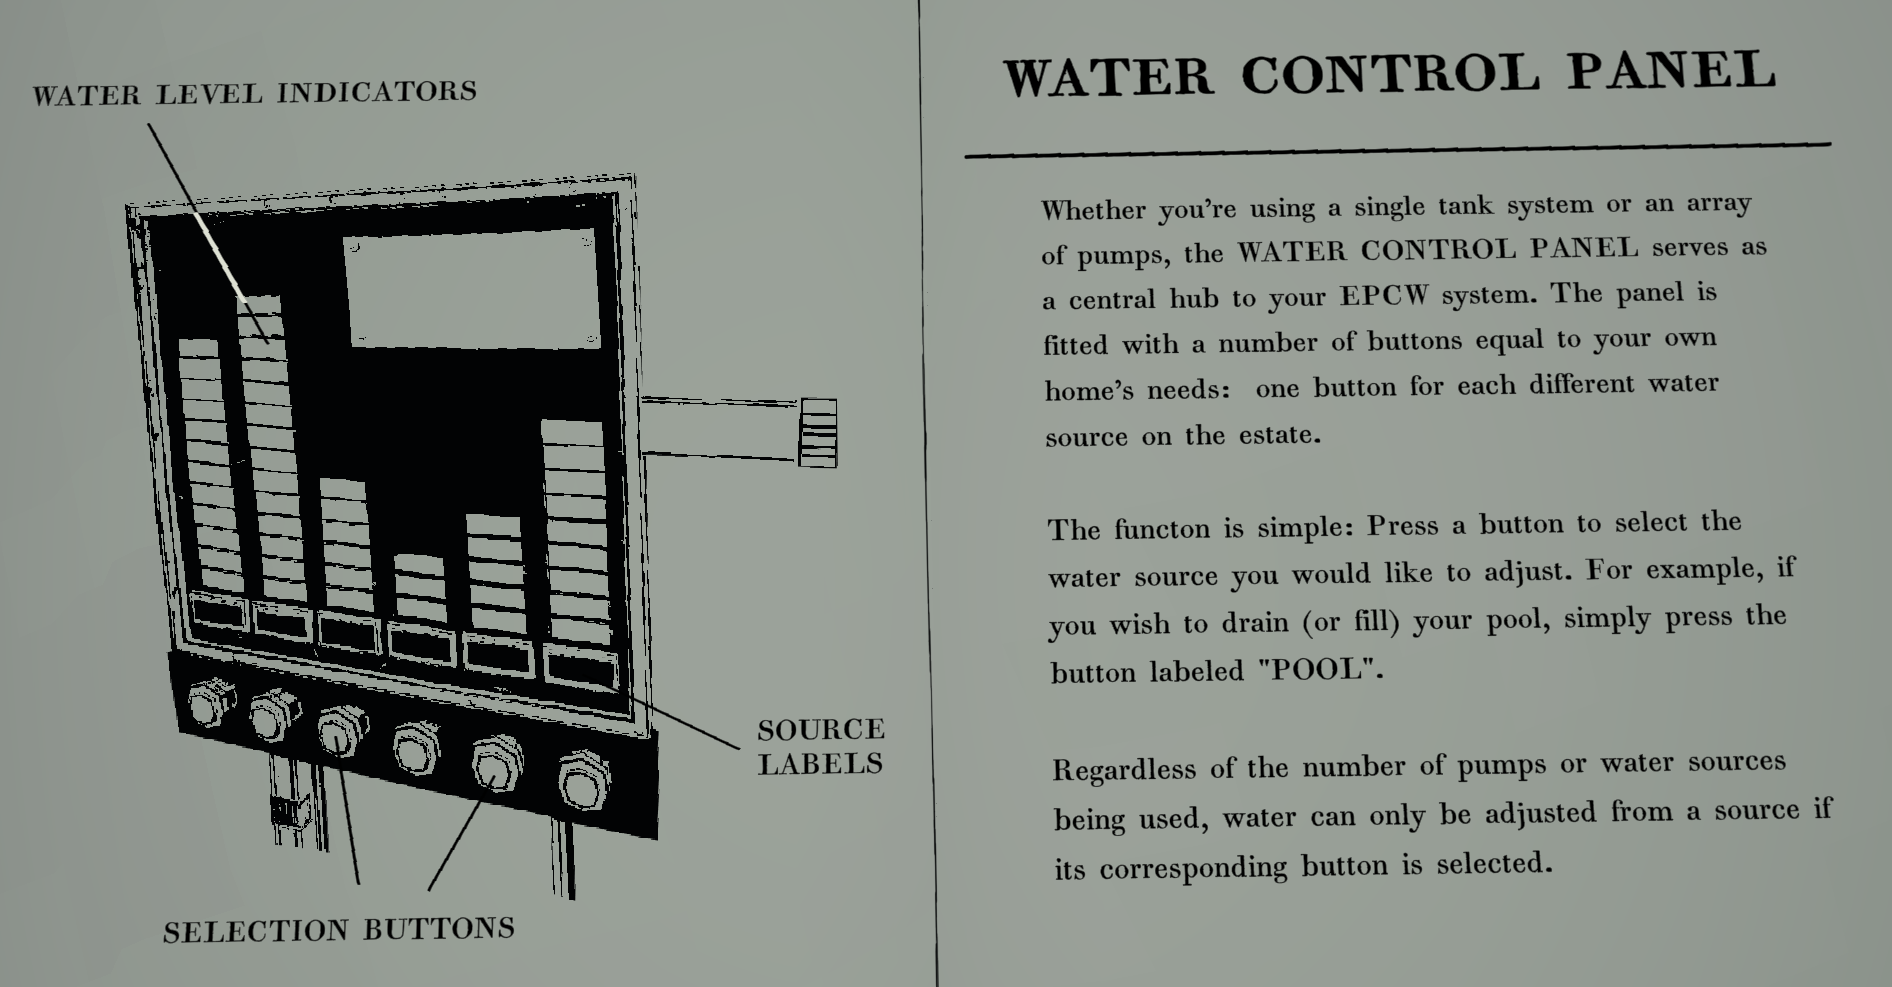 WATER LEVEL INDICATORS
SOURCE
LABELS
SELECTION BUTTONS
WATER CONTROL PANEL
Whether you're using a single tank system or an array
of pumps, the WATER CONTROL PANEL serves as
a central hub to your EPCW system. The panel is
fitted with a number of buttons equal to your own
home's needs: one button for each different water
source on the estate.
The functon is simple: Press a button to select the
water source you would like to adjust. For example, if
you wish to drain (or fill) your pool, simply press the
button labeled "POOL".
Regardless of the number of pumps or water sources
being used, water can only be adjusted from a source if
its corresponding button is selected.